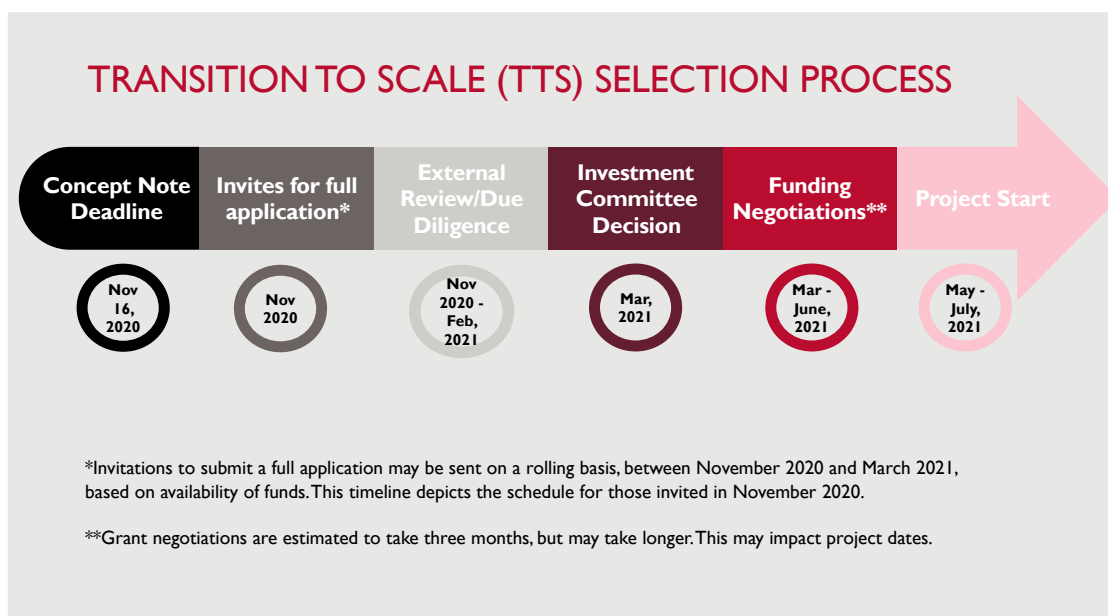 TRANSITION TO SCALE (TTS) SELECTION PROCESS
Concept Note
Deadline
Invites for full
application*
External
Review/Due
Diligence
Investment
Committee
Decision
Funding
Negotiations**
Project Start
Nov
16,
2020
Nov
2020
Nov
2020 -
Feb,
2021
Mar,
2021
Mar -
June,
2021
May -
July,
2021
*Invitations to submit a full application may be sent on a rolling basis, between November 2020 and March 2021,
based on availability of funds. This timeline depicts the schedule for those invited in November 2020.
**Grant negotiations are estimated to take three months, but may take longer. This may impact project dates.